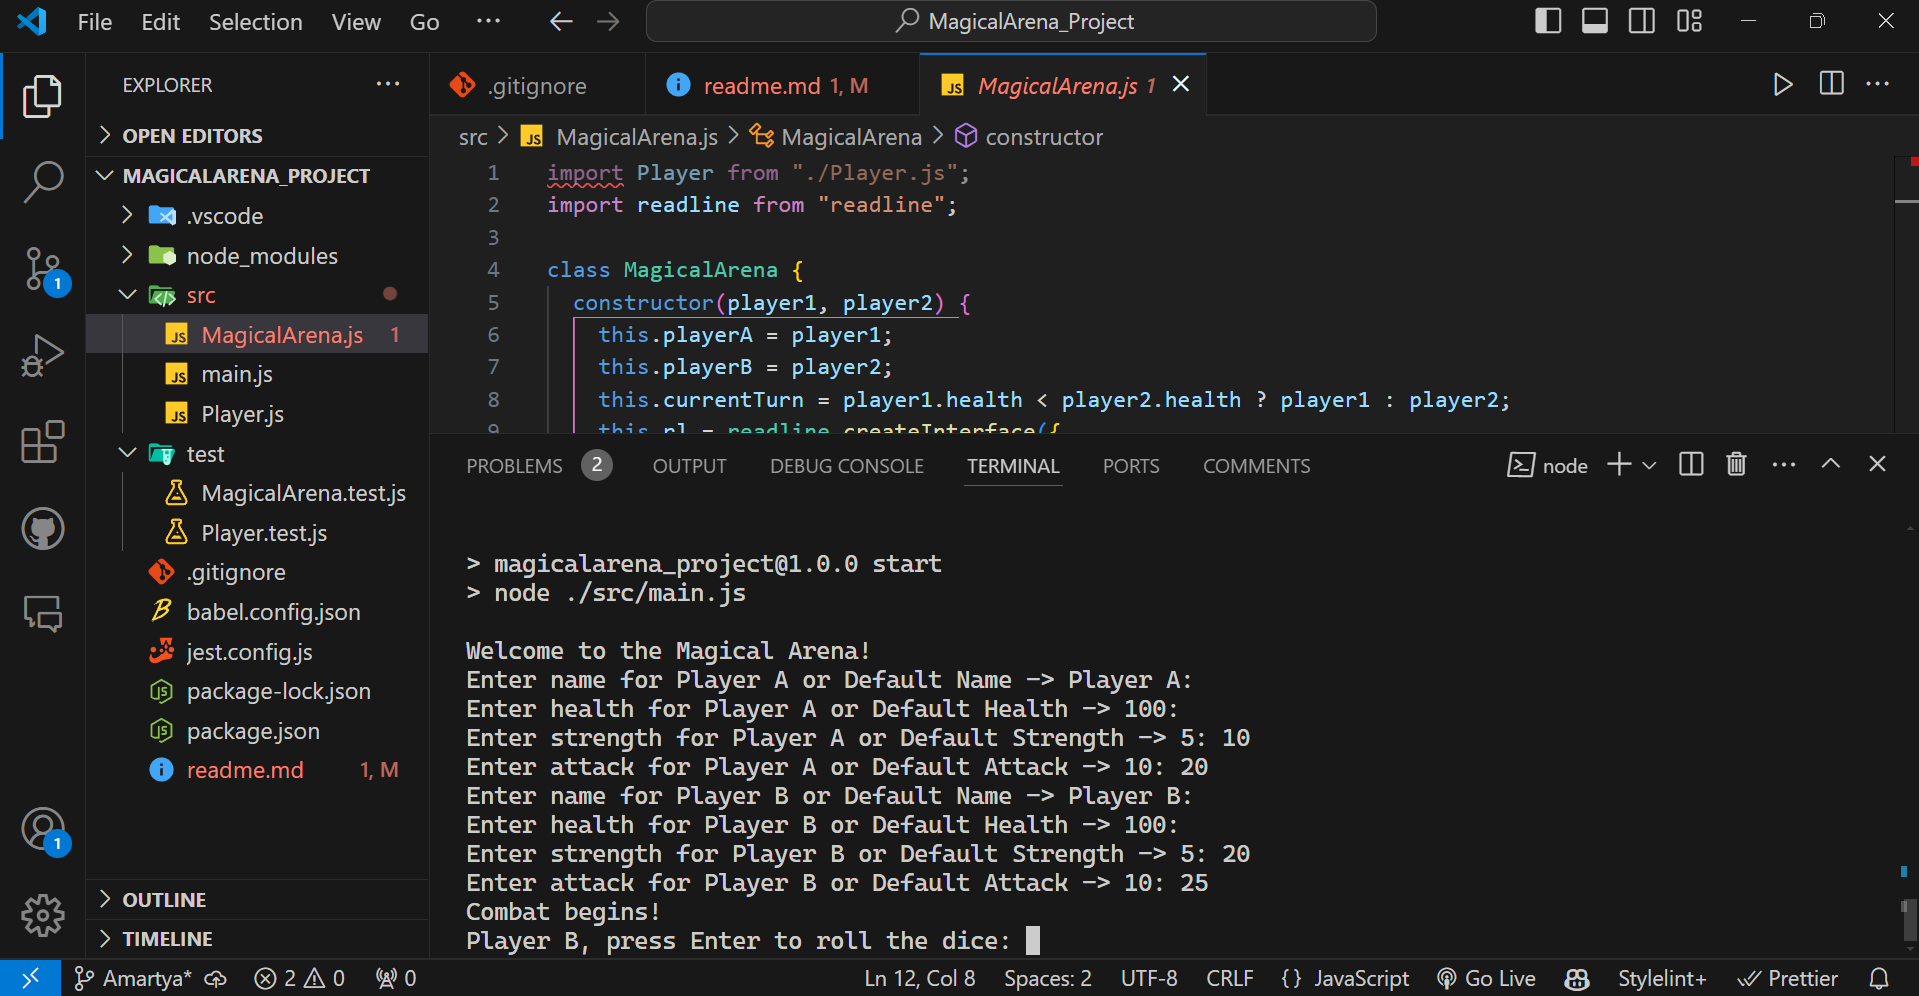 File Edit Selection View Go ··· MagicalArena_Project
EXPLORER
OPEN EDITORS
MAGICALARENA_PROJECT
.vscode
node_modules
src
MagicalArena.js 1
main.js
Player.js
test
MagicalArena.test.js
Player.test.js
.gitignore
babel.config.json
jest.config.js
package-lock.json
package.json
readme.md 1, M
OUTLINE
TIMELINE
1
1
.gitignore readme.md 1, M MagicalArena.js 1
src > MagicalArena.js > MagicalArena > constructor
1 import Player from "./Player.js";
2 import readline from "readline";
3
4 class MagicalArena {
5 constructor(player1, player2) {
6 this.playerA = player1;
7 this.playerB = player2;
8 this.currentTurn = player1.health < player2.health ? player1 : player2;
9 this.rl = readline.createInterface({
PROBLEMS 2 OUTPUT DEBUG CONSOLE TERMINAL PORTS COMMENTS node
> magicalarena_project@1.0.0 start
> node ./src/main.js
Welcome to the Magical Arena!
Enter name for Player A or Default Name -> Player A:
Enter health for Player A or Default Health -> 100:
Enter strength for Player A or Default Strength -> 5: 10
Enter attack for Player A or Default Attack -> 10: 20
Enter name for Player B or Default Name -> Player B:
Enter health for Player B or Default Health -> 100:
Enter strength for Player B or Default Strength -> 5: 20
Enter attack for Player B or Default Attack -> 10: 25
Combat begins!
Player B, press Enter to roll the dice:
Amartya* 2 0 0 Ln 12, Col 8 Spaces: 2 UTF-8 CRLF {} JavaScript Go Live Stylelint+ Prettier